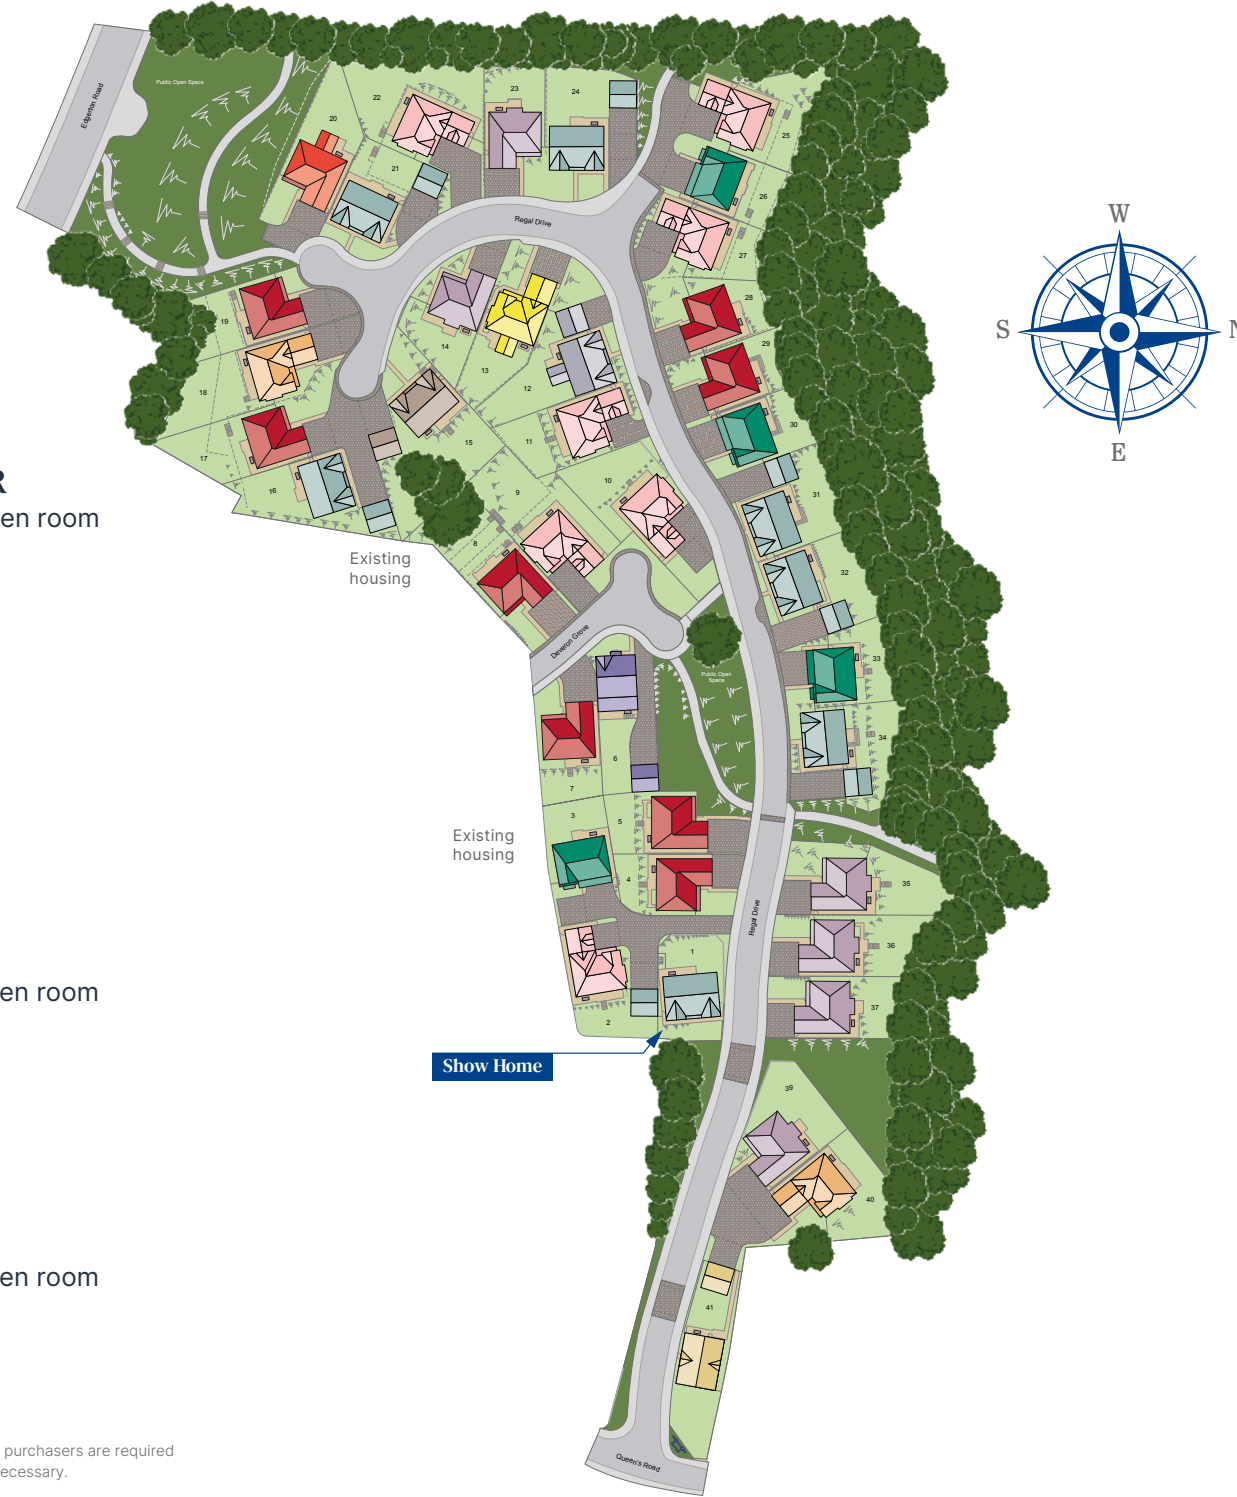 Edgerton Road
Public Open Space
20
22
21
23
24
25
26
27
28
29
30
31
32
33
34
35
36
37
39
40
41
Regal Drive
19
18
17
16
15
14
13
12
11
10
9
8
7
6
5
4
3
2
1
Existing
housing
Deveron Grove
Public Open
Space
Existing
housing
Regal Drive
Show Home
Queen's Road
W
S
N
E
R
en room
en room
en room
purchasers are required
ecessary.